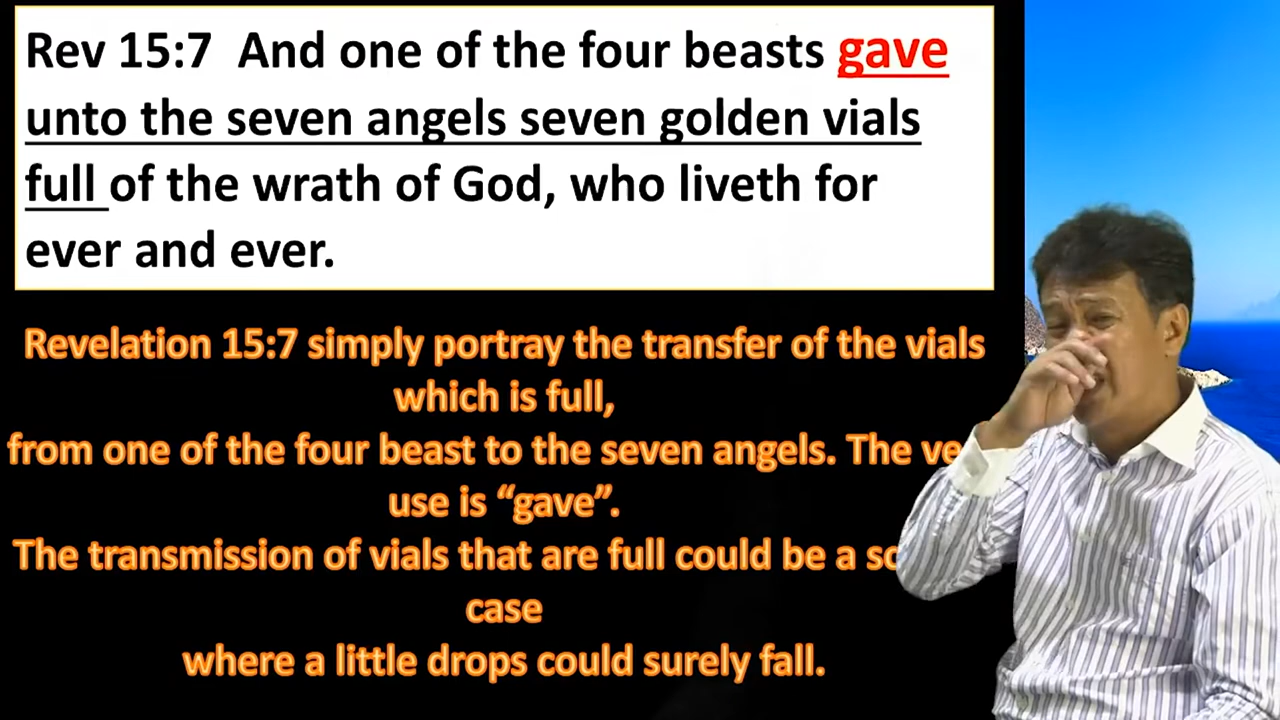 Rev 15:7 And one of the four beasts gave
unto the seven angels seven golden vials
full of the wrath of God, who liveth for
ever and ever.
Revelation 15:7 simply portray the transfer of the vials
which is full,
from one of the four beast to the seven angels. The
use is “gave”.
The transmission of vials that are full could be a
case
where a little drops could surely fall.